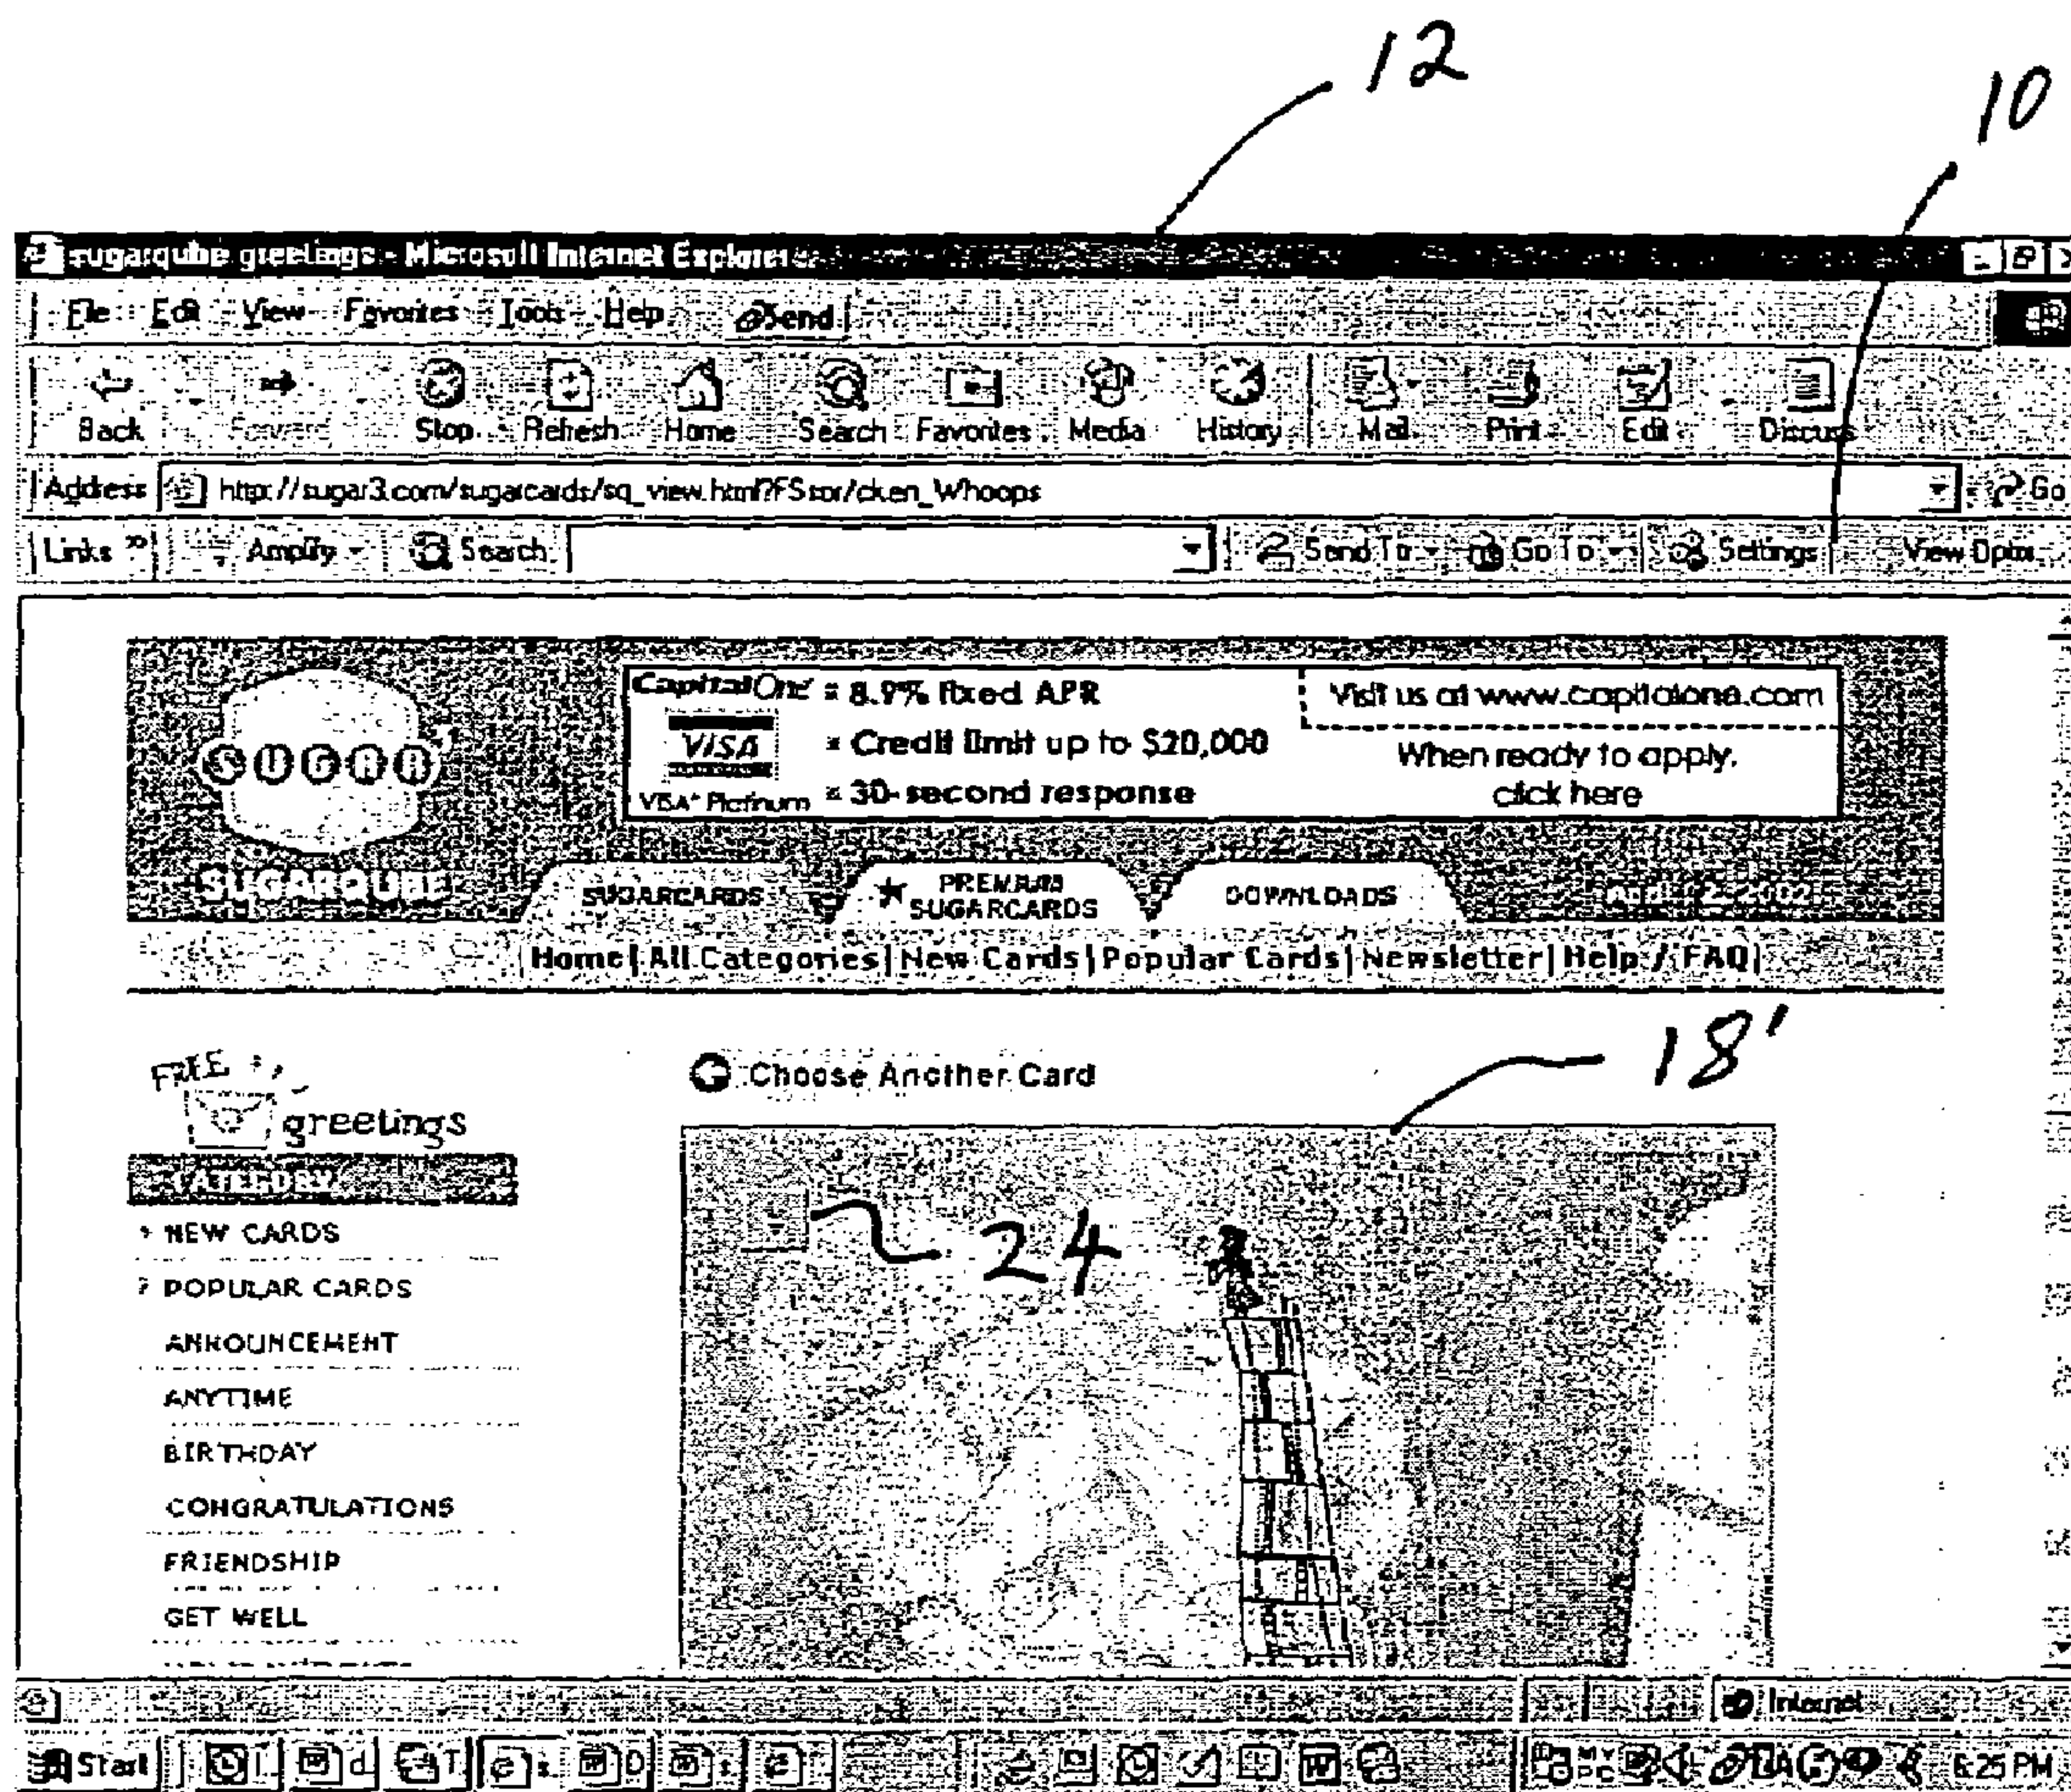 12
10
sugarqube greetings - Microsoft Internet Explorer
File Edit View Favorites Tools Help Send
Back Forward Stop Refresh Home Search Favorites Media History Mail Print Edit Discuss
Address http://sugar3.com/sugarcards/sq_view.html?FSsor/cken_Whoops Go
Links » Amplify Search Send To Go To Settings View Optns.
CapitalOne = 8.9% fixed APR Visit us at www.capitalone.com
VISA = Credit limit up to $20,000 When ready to apply,
VISA* Platinum = 30-second response click here
SUGAR
SUGARQUBE SUGARCARDS PREMIUM SUGARCARDS DOWNLOADS
Home | All Categories | New Cards | Popular Cards | Newsletter | Help / FAQ |
18'
FREE Choose Another Card
greetings
CATEGORY
24
NEW CARDS
POPULAR CARDS
ANNOUNCEMENT
ANYTIME
BIRTHDAY
CONGRATULATIONS
FRIENDSHIP
GET WELL
Internet
Start 6:25 PM